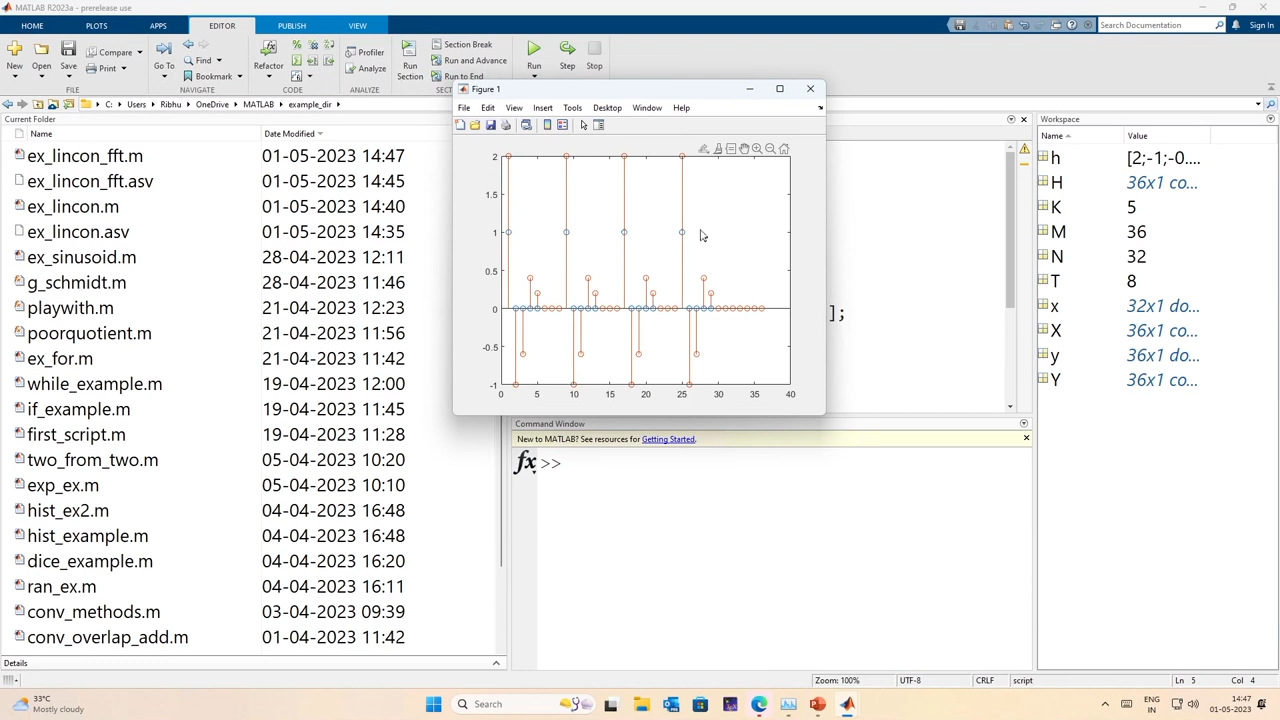 MATLAB R2023a - prerelease use
HOME PLOTS APPS EDITOR PUBLISH VIEW
Search Documentation Sign In
New Open Save Compare Print Go To Find Bookmark Refactor Profiler Analyze Run Section Section Break Run and Advance Run to End Run Step Stop
FILE NAVIGATE CODE ANALYZE
C: Users Ribhu OneDrive MATLAB example_dir
Current Folder
Name Date Modified
ex_lincon_fft.m 01-05-2023 14:47
ex_lincon_fft.asv 01-05-2023 14:45
ex_lincon.m 01-05-2023 14:40
ex_lincon.asv 01-05-2023 14:35
ex_sinusoid.m 28-04-2023 12:11
g_schmidt.m 28-04-2023 11:46
playwith.m 21-04-2023 12:23
poorquotient.m 21-04-2023 11:56
ex_for.m 21-04-2023 11:42
while_example.m 19-04-2023 12:00
if_example.m 19-04-2023 11:45
first_script.m 19-04-2023 11:28
two_from_two.m 05-04-2023 10:20
exp_ex.m 05-04-2023 10:10
hist_ex2.m 04-04-2023 16:48
hist_example.m 04-04-2023 16:48
dice_example.m 04-04-2023 16:20
ran_ex.m 04-04-2023 16:11
conv_methods.m 03-04-2023 09:39
conv_overlap_add.m 01-04-2023 11:42
Details
Figure 1
File Edit View Insert Tools Desktop Window Help
2
1.5
1
0.5
0
-0.5
-1
0 5 10 15 20 25 30 35 40
];
Command Window
New to MATLAB? See resources for Getting Started.
fx >>
Workspace
Name Value
h [2;-1;-0....
H 36x1 co...
K 5
M 36
N 32
T 8
x 32x1 do...
X 36x1 co...
y 36x1 do...
Y 36x1 co...
Zoom: 100% UTF-8 CRLF script Ln 5 Col 4
33°C
Mostly cloudy
Search
ENG
IN
14:47
01-05-2023